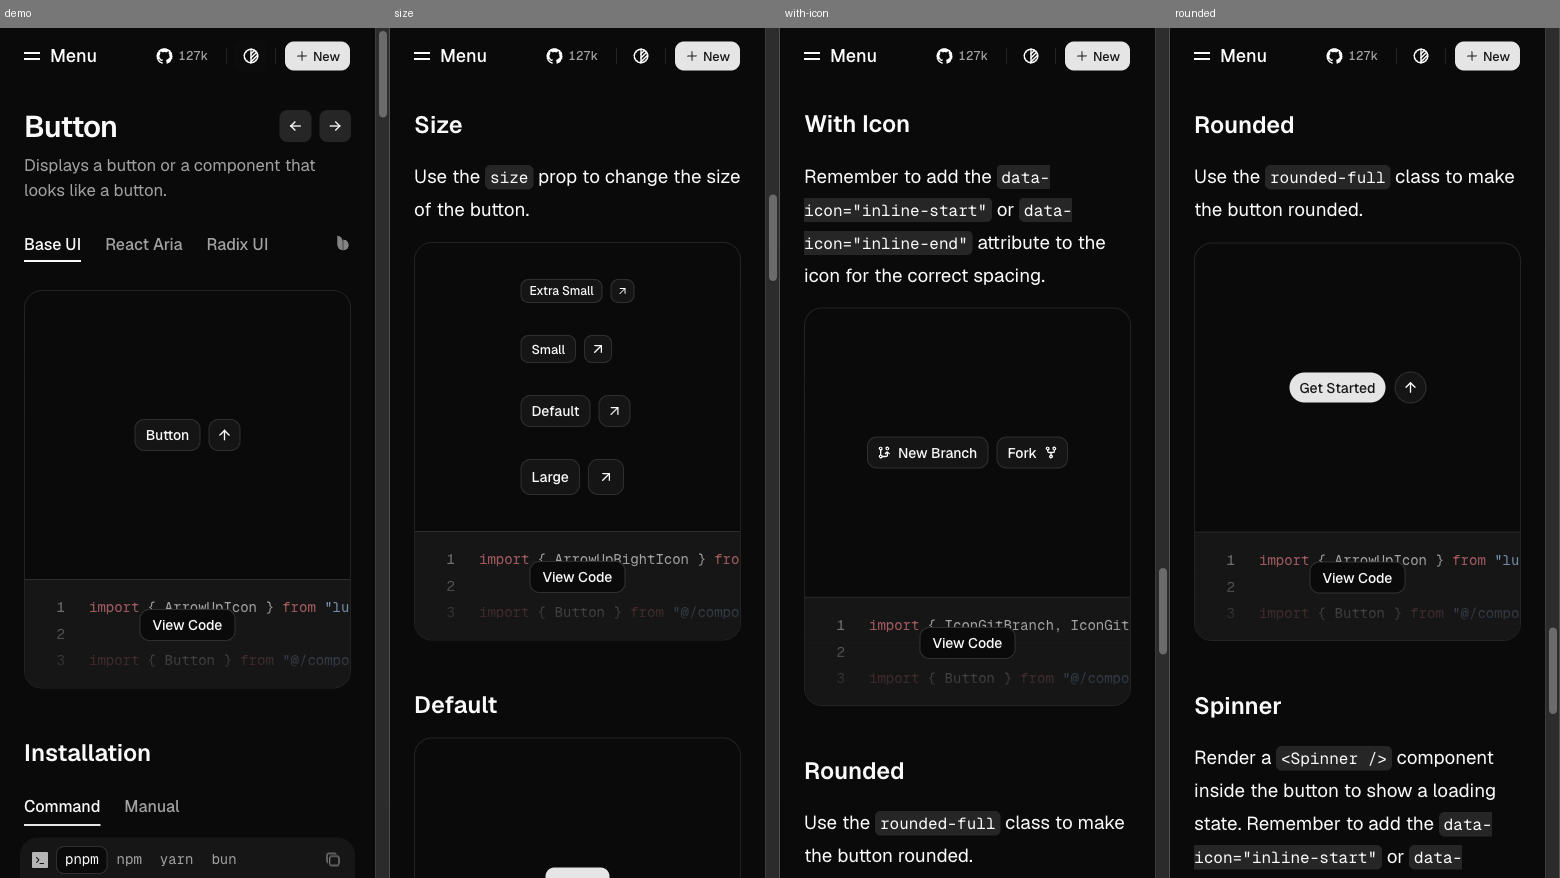 demo
Menu
127k
New
Button
Displays a button or a component that
looks like a button.
Base UI
React Aria
Radix UI
Button
1 import { ArrowUpIcon } from "lu
View Code
2
3 import { Button } from "@/compo
Installation
Command
Manual
pnpm
npm
yarn
bun
size
Menu
127k
New
Size
Use the size prop to change the size
of the button.
Extra Small
Small
Default
Large
1 import { ArrowUpRightIcon } fro
View Code
2
3 import { Button } from "@/compo
Default
with-icon
Menu
127k
New
With Icon
Remember to add the data-
icon="inline-start" or data-
icon="inline-end" attribute to the
icon for the correct spacing.
New Branch
Fork
1 import { IconGitBranch, IconGit
View Code
2
3 import { Button } from "@/compo
Rounded
Use the rounded-full class to make
the button rounded.
rounded
Menu
127k
New
Rounded
Use the rounded-full class to make
the button rounded.
Get Started
1 import { ArrowUpIcon } from "lu
View Code
2
3 import { Button } from "@/compo
Spinner
Render a <Spinner /> component
inside the button to show a loading
state. Remember to add the data-
icon="inline-start" or data-